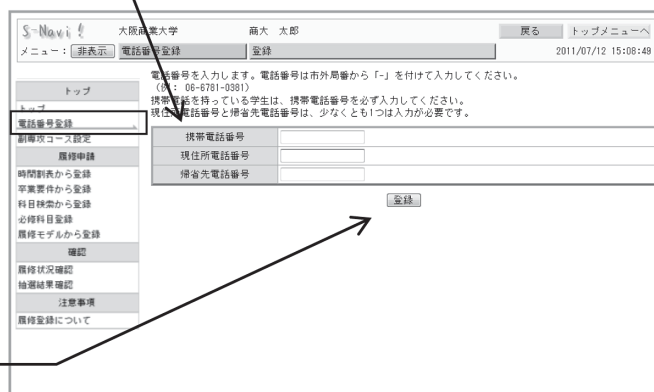 S-Navi! 大阪商業大学 商大 太郎 戻る トップメニューへ
メニュー： 非表示 電話番号登録 登録 2011/07/12 15:08:49
電話番号を入力します。電話番号は市外局番から「-」を付けて入力してください。
（例： 06-6781-0381）
携帯電話を持っている学生は、携帯電話番号を必ず入力してください。
現住所電話番号と帰省先電話番号は、少なくとも1つは入力が必要です。
携帯電話番号
現住所電話番号
帰省先電話番号
登録
トップ
トップ
電話番号登録
副専攻コース設定
履修申請
時間割表から登録
卒業要件から登録
科目検索から登録
必修科目登録
履修モデルから登録
確認
履修状況確認
抽選結果確認
注意事項
履修登録について